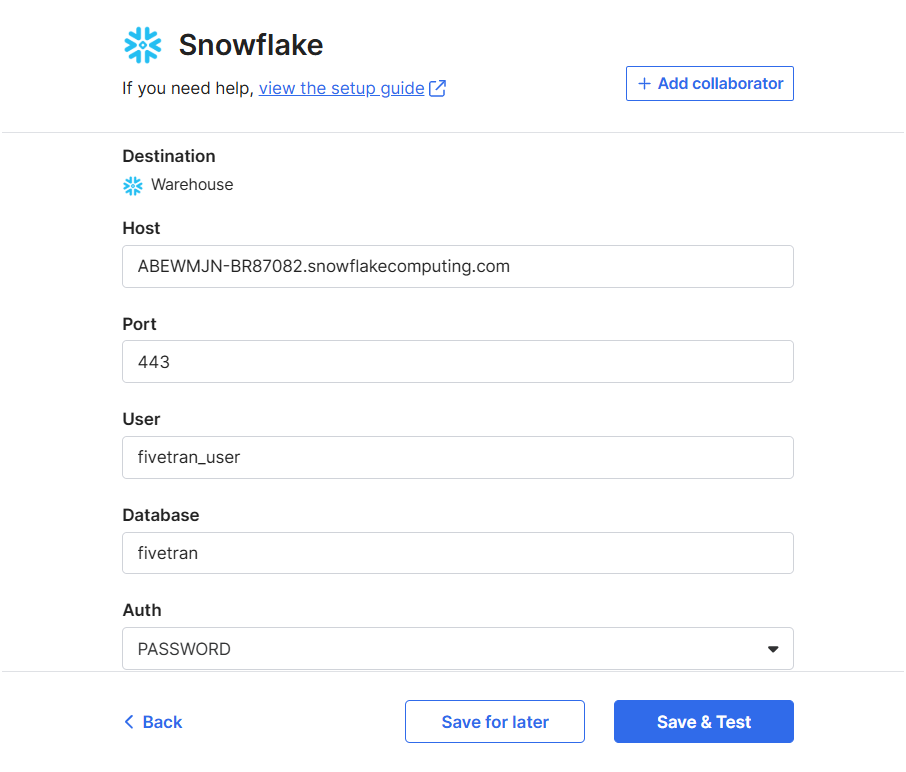 Snowflake
If you need help, view the setup guide
+ Add collaborator
Destination
Warehouse
Host
ABEWMJN-BR87082.snowflakecomputing.com
Port
443
User
fivetran_user
Database
fivetran
Auth
PASSWORD
Back
Save for later
Save & Test